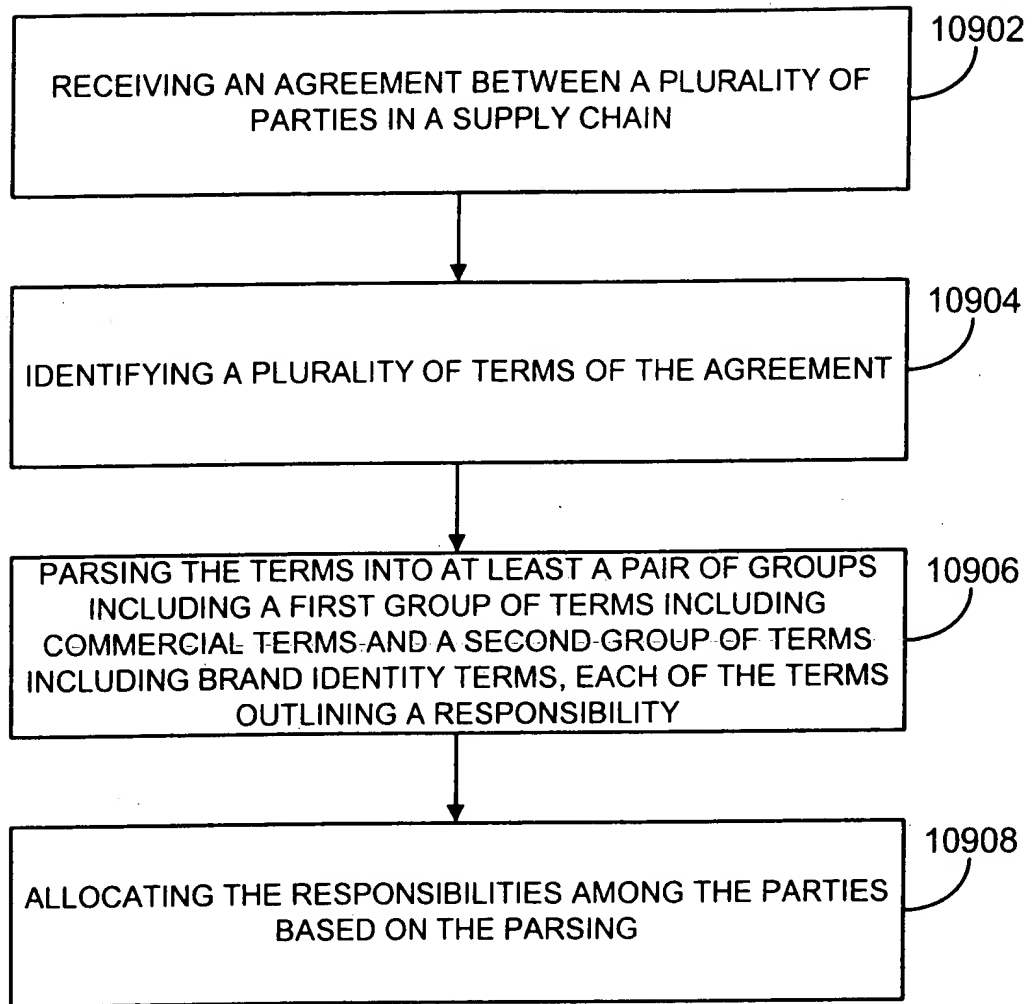 10902
RECEIVING AN AGREEMENT BETWEEN A PLURALITY OF
PARTIES IN A SUPPLY CHAIN
10904
IDENTIFYING A PLURALITY OF TERMS OF THE AGREEMENT
10906
PARSING THE TERMS INTO AT LEAST A PAIR OF GROUPS
INCLUDING A FIRST GROUP OF TERMS INCLUDING
COMMERCIAL TERMS AND A SECOND GROUP OF TERMS
INCLUDING BRAND IDENTITY TERMS, EACH OF THE TERMS
OUTLINING A RESPONSIBILITY
10908
ALLOCATING THE RESPONSIBILITIES AMONG THE PARTIES
BASED ON THE PARSING